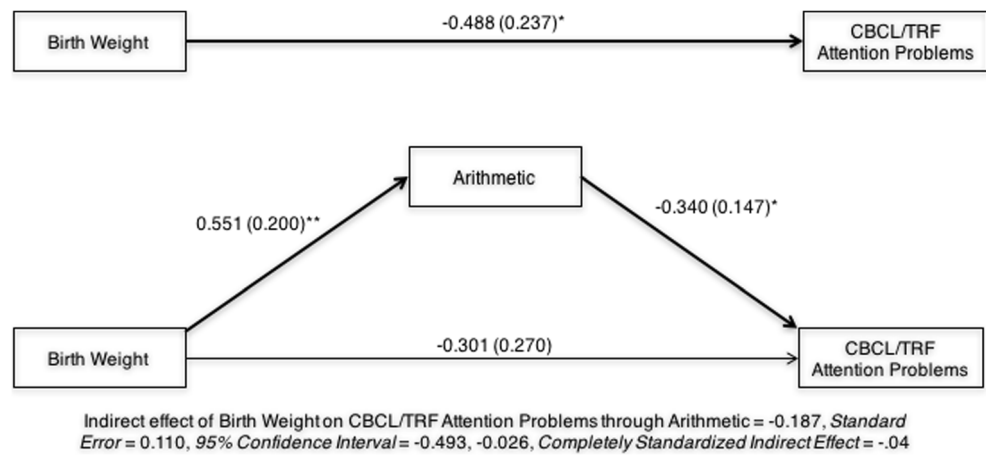 -0.488 (0.237)*
Birth Weight
CBCL/TRF
Attention Problems
Arithmetic
0.551 (0.200)**
-0.340 (0.147)*
Birth Weight
-0.301 (0.270)
CBCL/TRF
Attention Problems
Indirect effect of Birth Weight on CBCL/TRF Attention Problems through Arithmetic = -0.187, Standard
Error = 0.110, 95% Confidence Interval = -0.493, -0.026, Completely Standardized Indirect Effect = -.04